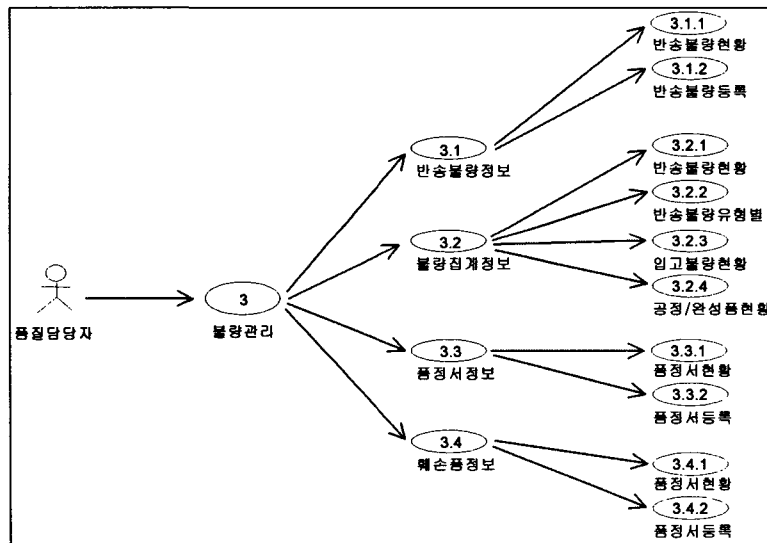 3.1.1
반송불량현황
3.1.2
반송불량등록
3.1
반송불량정보
3.2.1
반송불량현황
3.2.2
반송불량유형별
3.2
불량집계정보
3.2.3
입고불량현황
3.2.4
공정/완성품현황
3
불량관리
품질담당자
3.3
품정서정보
3.3.1
품정서현황
3.3.2
품정서등록
3.4
훼손품정보
3.4.1
품정서현황
3.4.2
품정서등록